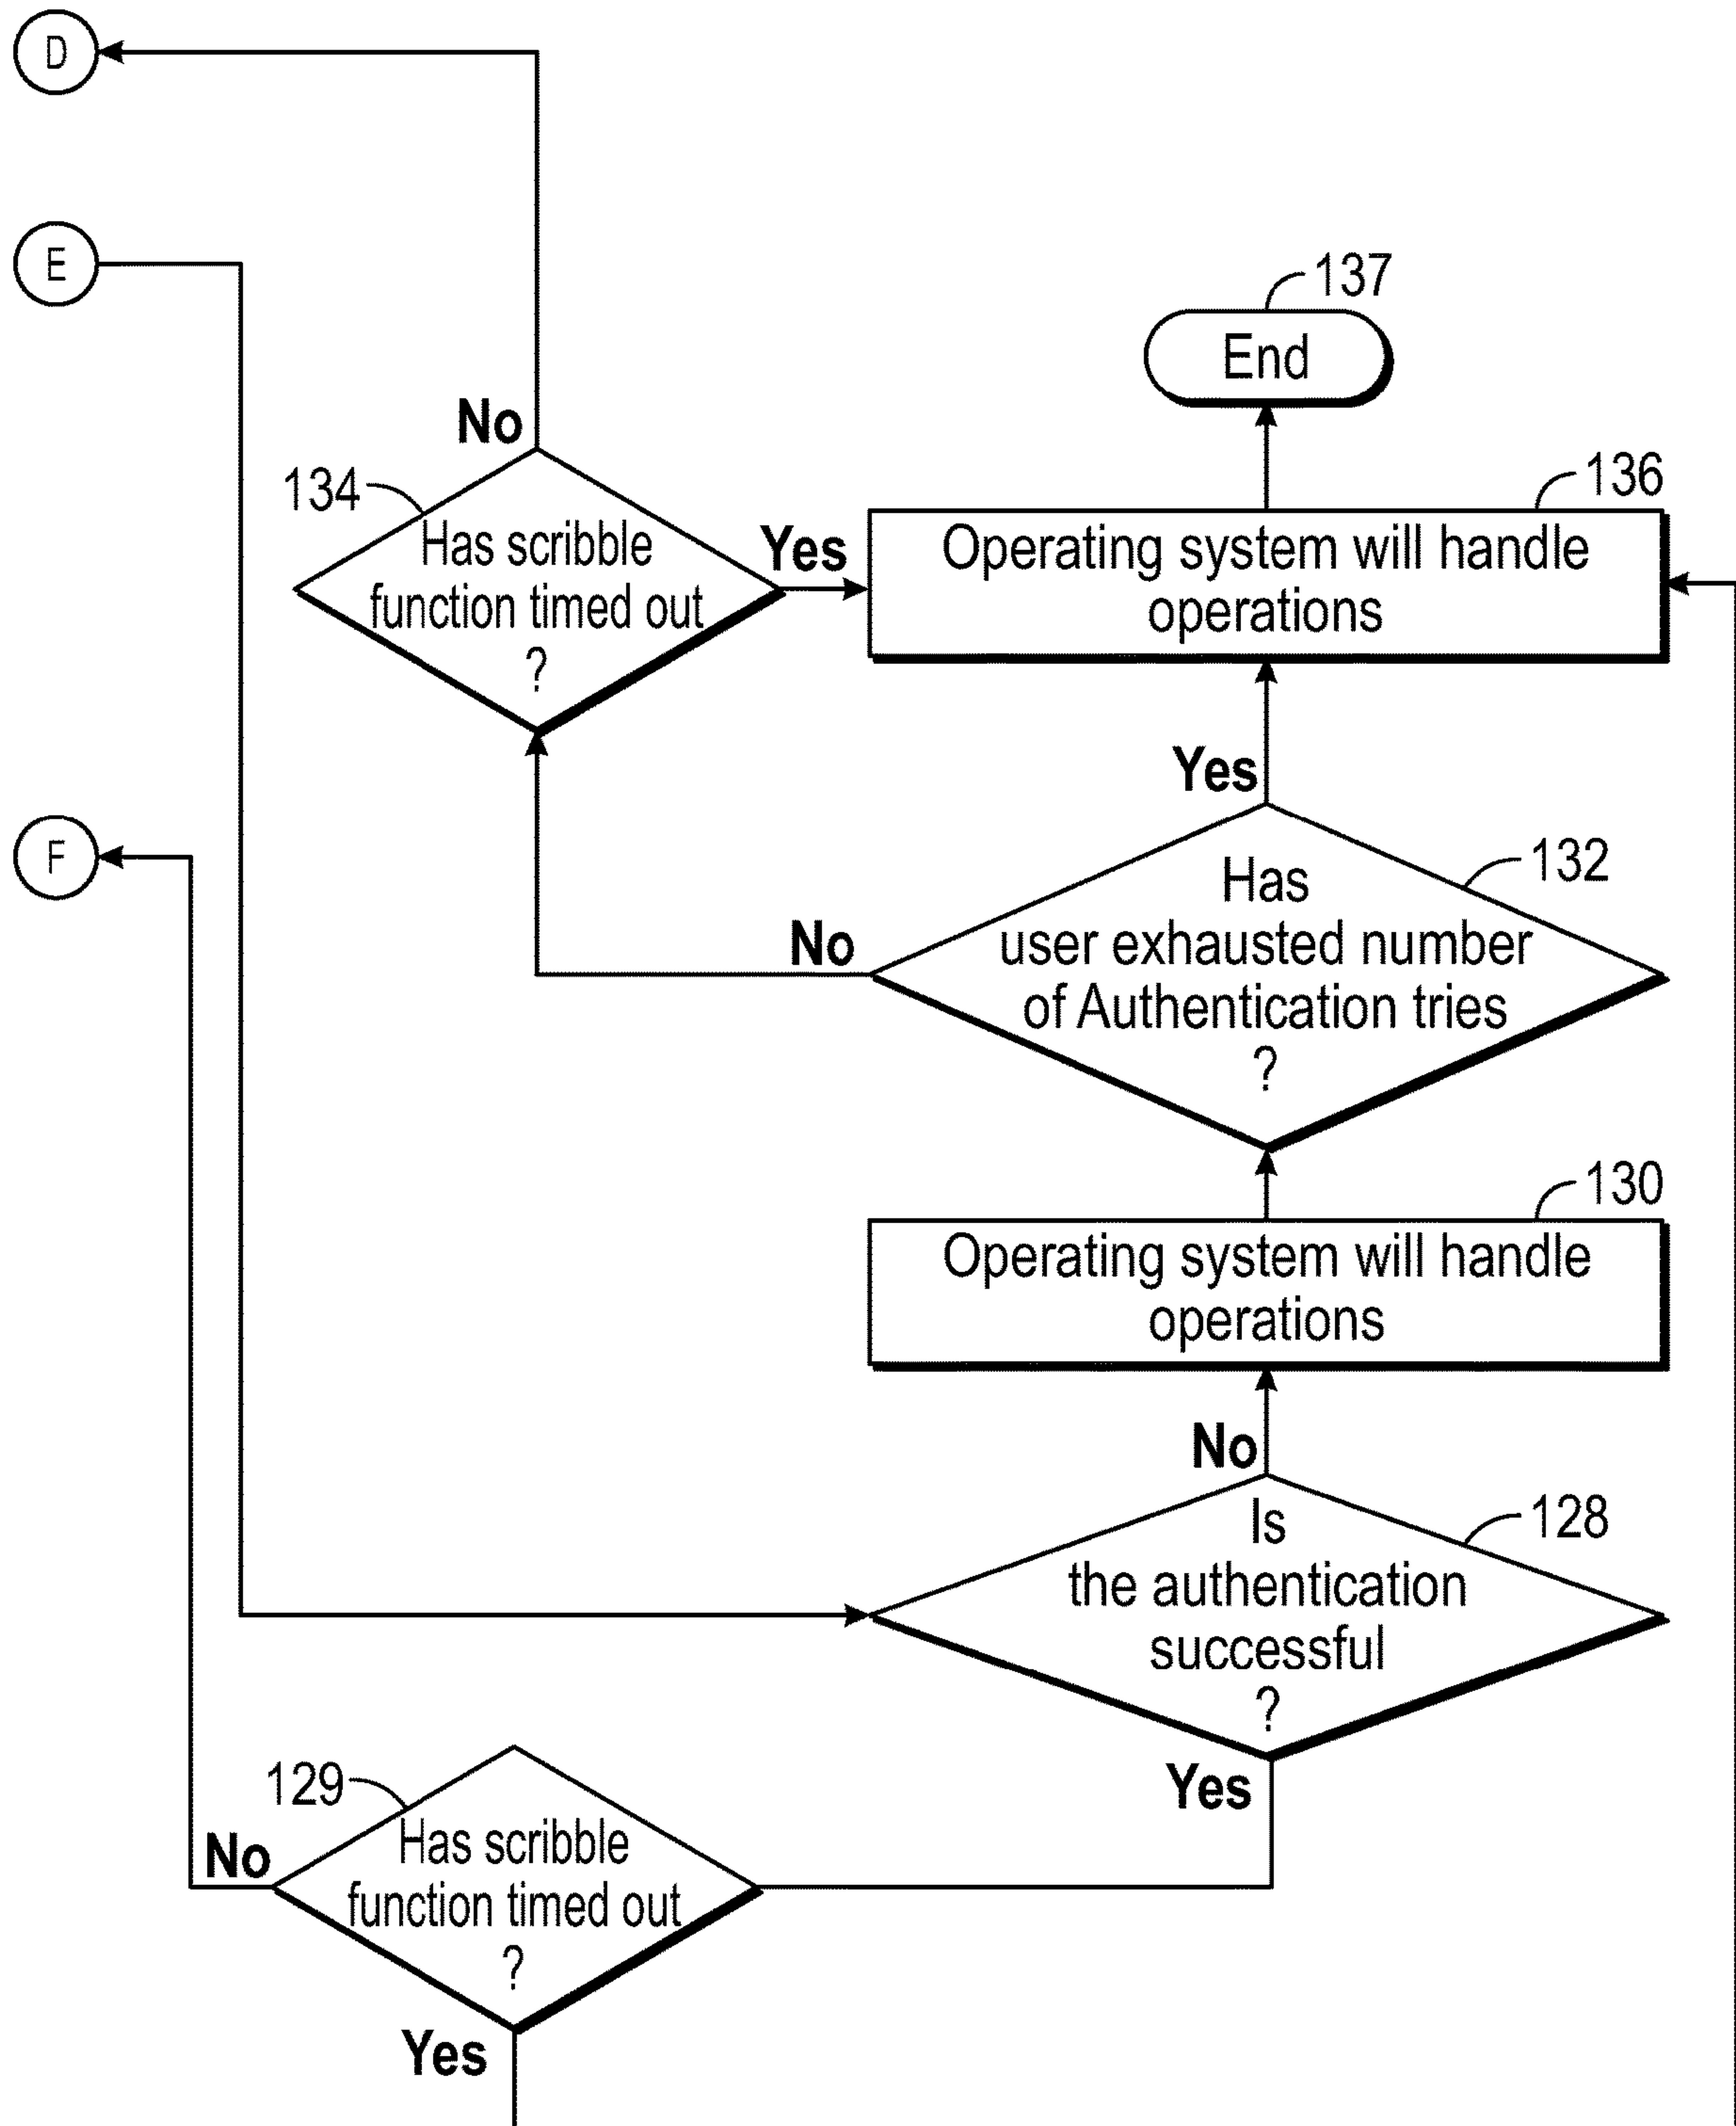 D
E
137
End
No
134
Has scribble
function timed out
?
Yes
136
Operating system will handle
operations
Yes
F
132
Has
user exhausted number
of Authentication tries
?
No
130
Operating system will handle
operations
No
128
Is
the authentication
successful
?
Yes
129
Has scribble
function timed out
?
No
Yes